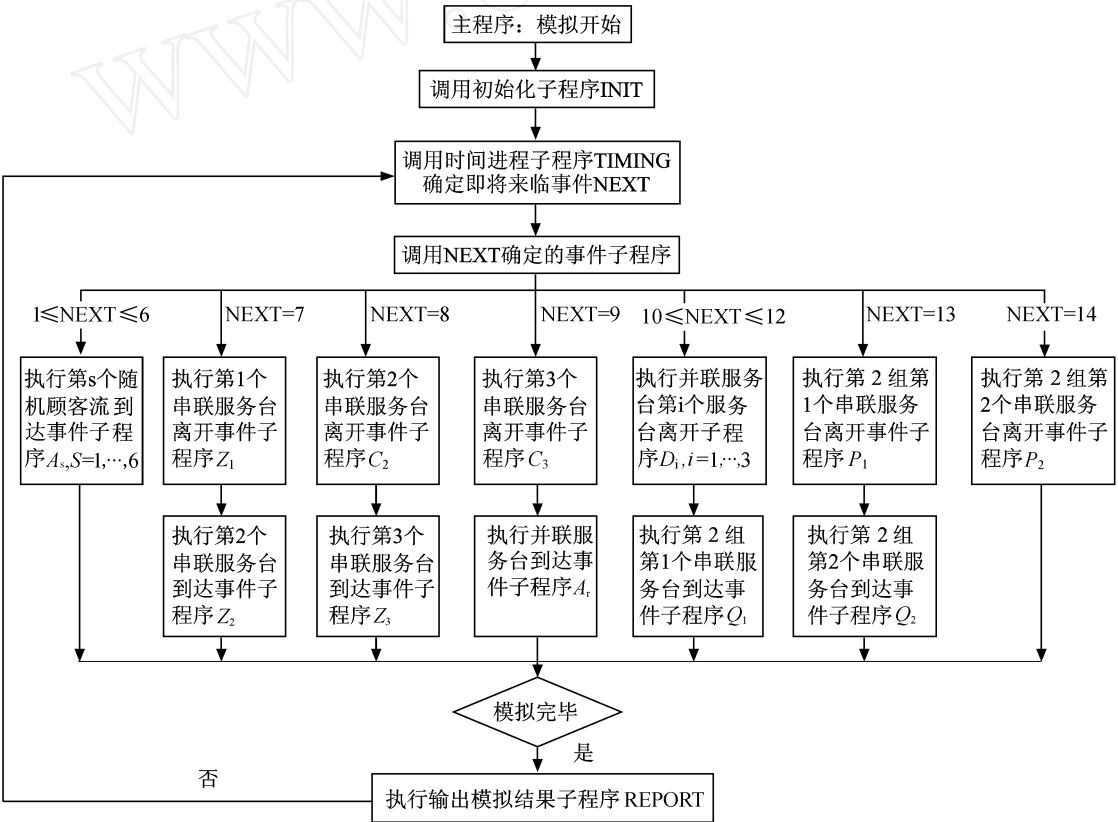 主程序：模拟开始
调用初始化子程序INIT
调用时间进程子程序TIMING
确定即将来临事件NEXT
调用NEXT确定的事件子程序
1≤NEXT≤6
NEXT=7
NEXT=8
NEXT=9
10≤NEXT≤12
NEXT=13
NEXT=14
执行第s个随
机顾客流到
达事件子程
序Aₛ,S=1,…,6
执行第1个
串联服务台
离开事件子
程序Z₁
执行第2个
串联服务台
离开事件子
程序C₂
执行第3个
串联服务台
离开事件子
程序C₃
执行并联服务
台第i个服务
台离开子程
序Dᵢ,i=1,…,3
执行第2组第
1个串联服务
台离开事件子
程序P₁
执行第2组第
2个串联服务
台离开事件子
程序P₂
执行第2个
串联服务台
到达事件子
程序Z₂
执行第3个
串联服务台
到达事件子
程序Z₃
执行并联服
务台到达事
件子程序Aᵣ
执行第2组
第1个串联服
务台到达事
件子程序Q₁
执行第2组
第2个串联服
务台到达事
件子程序Q₂
模拟完毕
是
否
执行输出模拟结果子程序REPORT